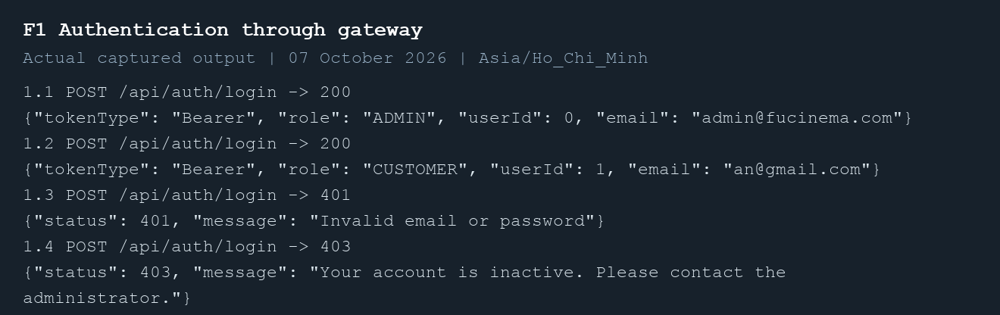 F1 Authentication through gateway
Actual captured output | 07 October 2026 | Asia/Ho_Chi_Minh
1.1 POST /api/auth/login -> 200
{"tokenType": "Bearer", "role": "ADMIN", "userId": 0, "email": "admin@fucinema.com"}
1.2 POST /api/auth/login -> 200
{"tokenType": "Bearer", "role": "CUSTOMER", "userId": 1, "email": "an@gmail.com"}
1.3 POST /api/auth/login -> 401
{"status": 401, "message": "Invalid email or password"}
1.4 POST /api/auth/login -> 403
{"status": 403, "message": "Your account is inactive. Please contact the
administrator."}